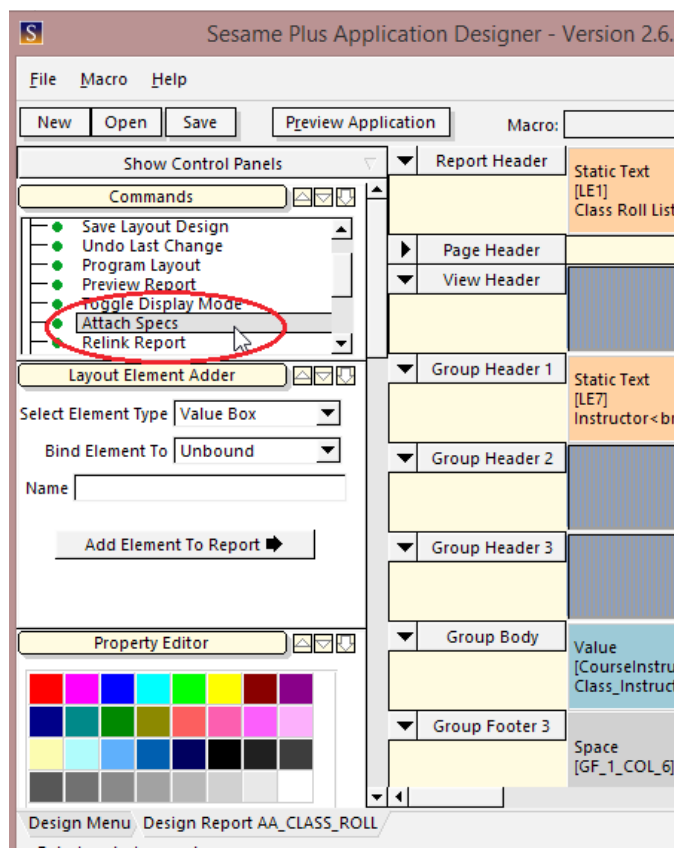 S Sesame Plus Application Designer - Version 2.6.
File Macro Help
New Open Save Preview Application Macro:
Show Control Panels
Commands
Save Layout Design
Undo Last Change
Program Layout
Preview Report
Toggle Display Mode
Attach Specs
Relink Report
Layout Element Adder
Select Element Type Value Box
Bind Element To Unbound
Name
Add Element To Report
Property Editor
Report Header
Static Text
[LE1]
Class Roll List
Page Header
View Header
Group Header 1
Static Text
[LE7]
Instructor<br
Group Header 2
Group Header 3
Group Body
Value
[CourseInstru
Class_Instruct
Group Footer 3
Space
[GF_1_COL_6]
Design Menu Design Report AA_CLASS_ROLL